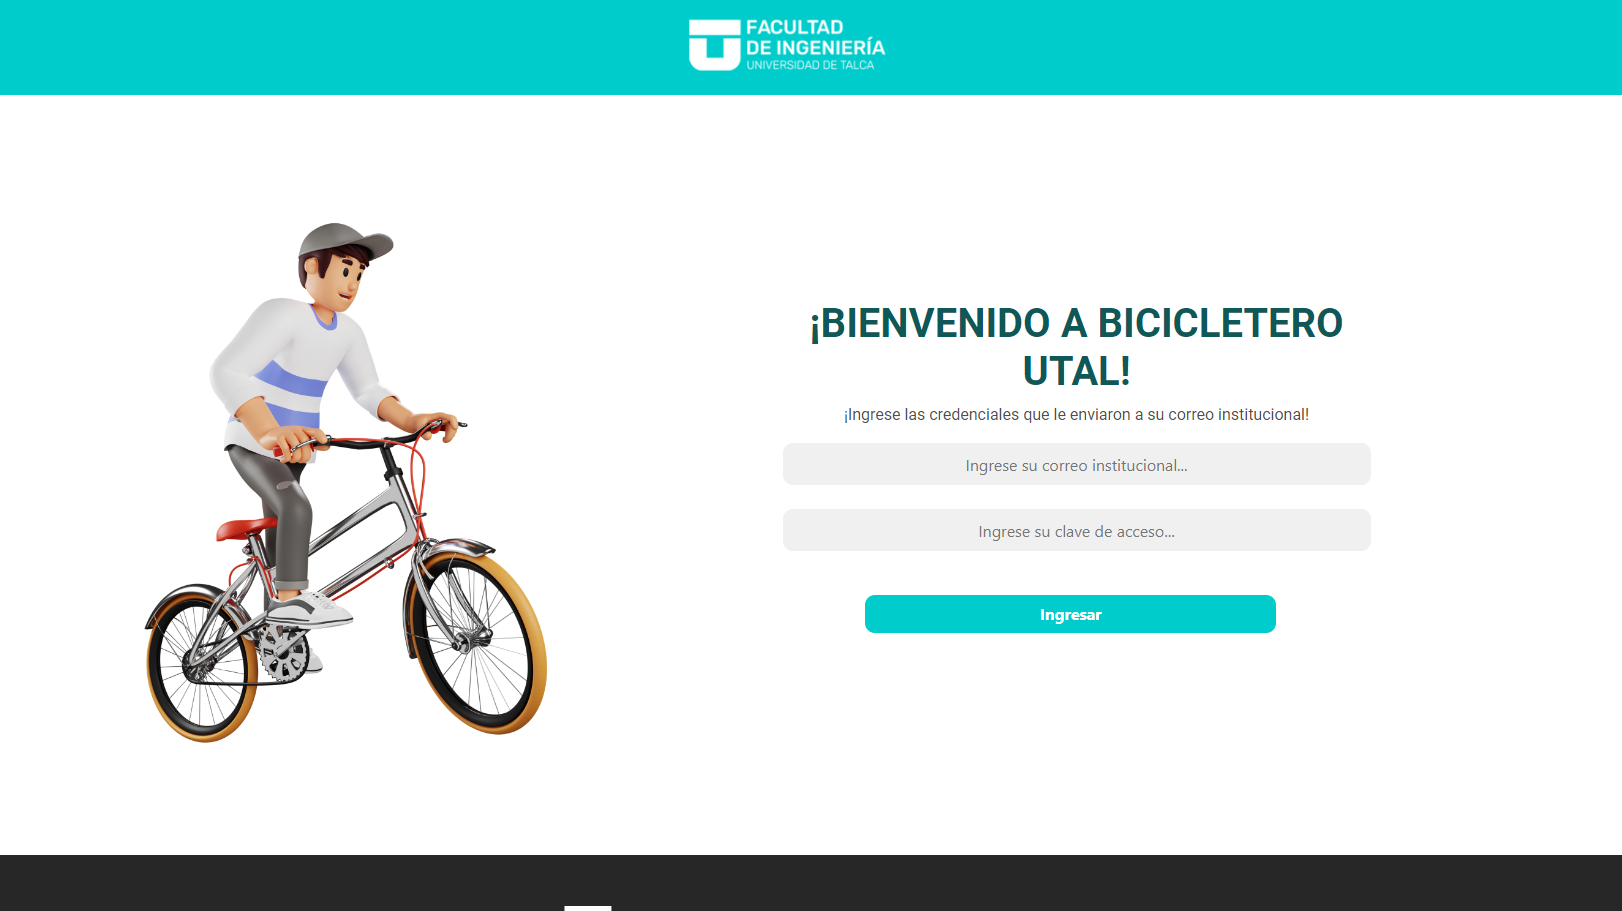 FACULTAD
DE INGENIERÍA
UNIVERSIDAD DE TALCA
¡BIENVENIDO A BICICLETERO
UTAL!
¡Ingrese las credenciales que le enviaron a su correo institucional!
Ingrese su correo institucional...
Ingrese su clave de acceso...
Ingresar